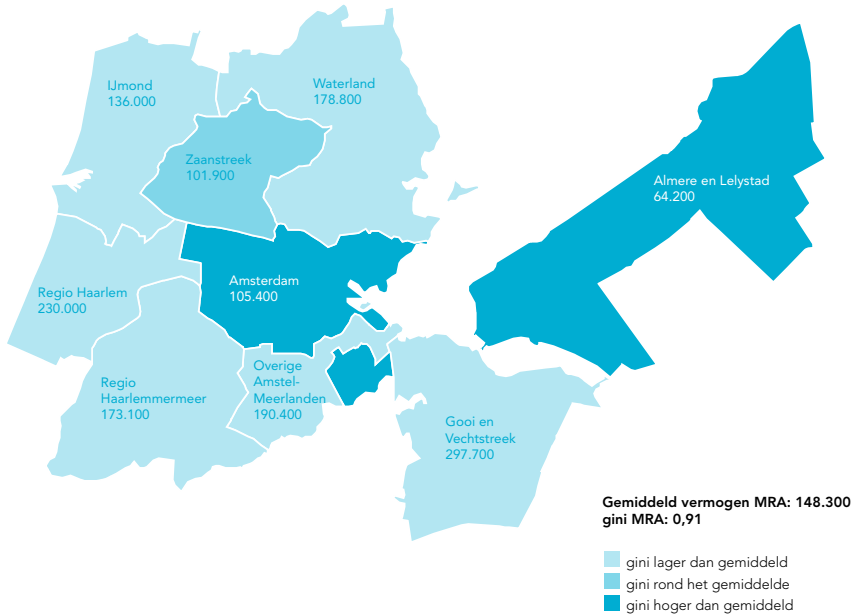 IJmond
136.000
Waterland
178.800
Zaanstreek
101.900
Almere en Lelystad
64.200
Amsterdam
105.400
Regio Haarlem
230.000
Regio
Haarlemmermeer
173.100
Overige
Amstel-
Meerlanden
190.400
Gooi en
Vechtstreek
297.700
Gemiddeld vermogen MRA: 148.300
gini MRA: 0,91
gini lager dan gemiddeld
gini rond het gemiddelde
gini hoger dan gemiddeld